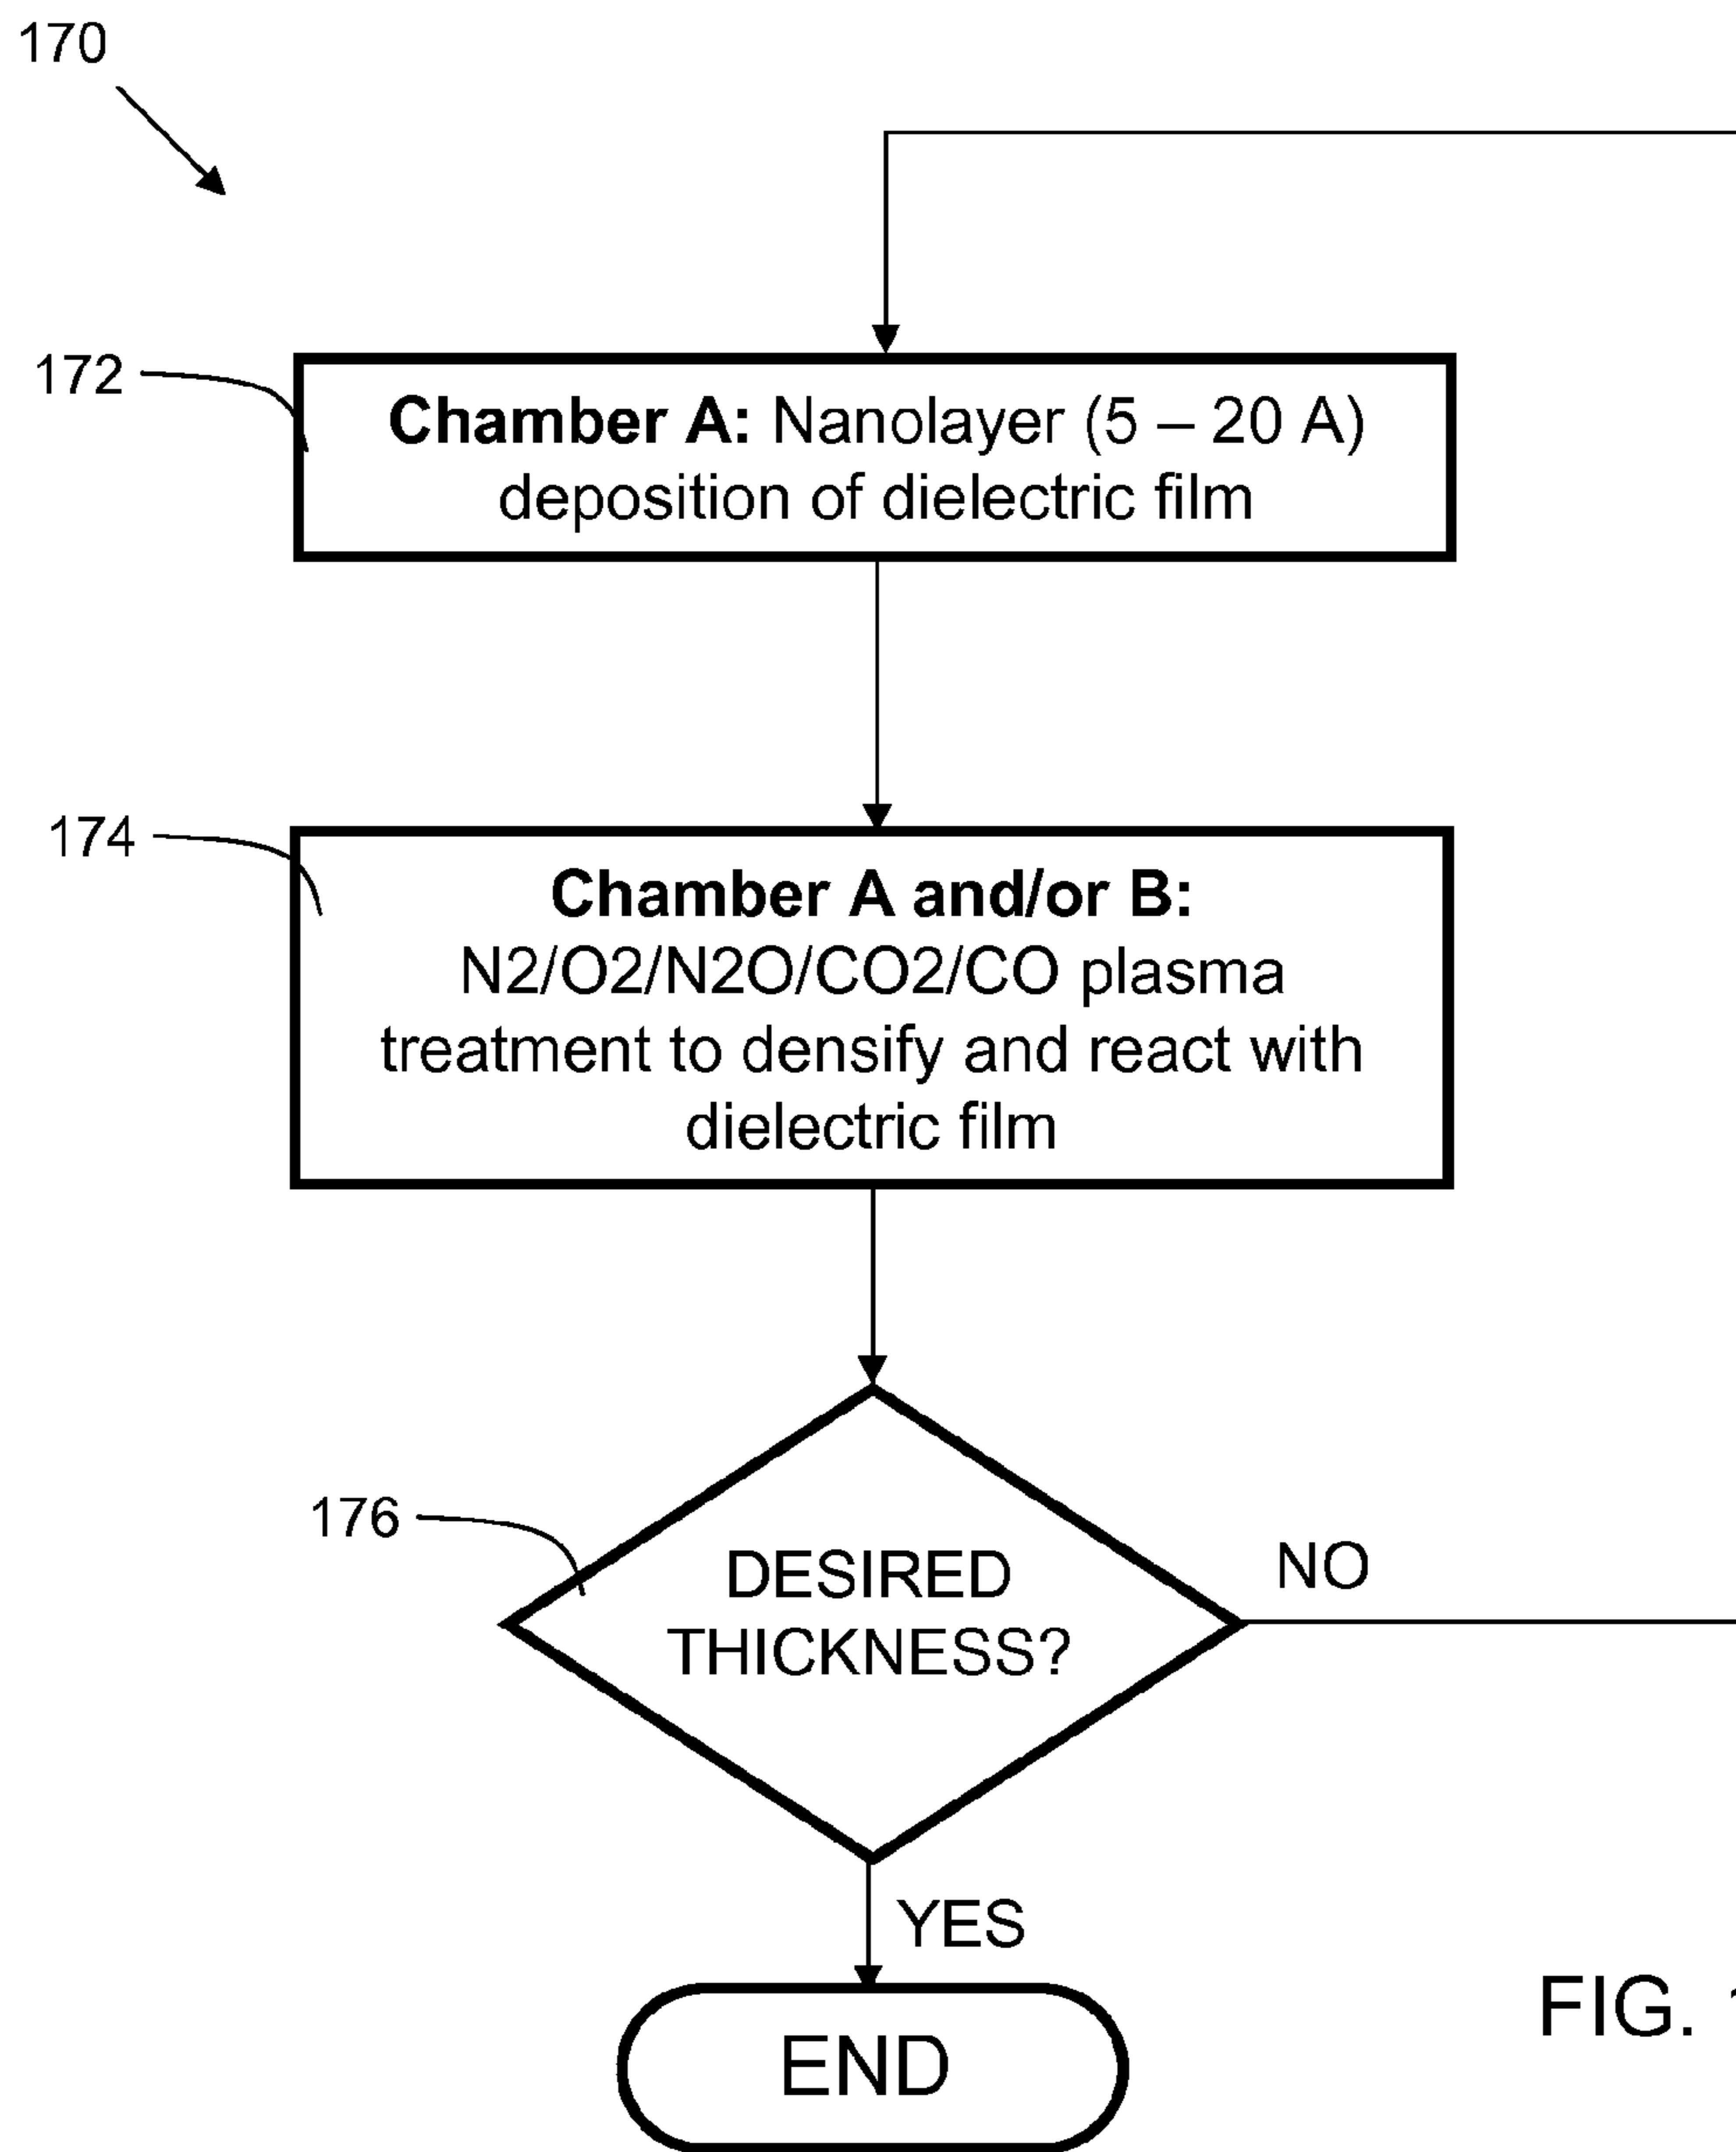 170
172
Chamber A: Nanolayer (5 – 20 A)
deposition of dielectric film
174
Chamber A and/or B:
N2/O2/N2O/CO2/CO plasma
treatment to densify and react with
dielectric film
176
DESIRED
THICKNESS?
NO
YES
FIG.
END